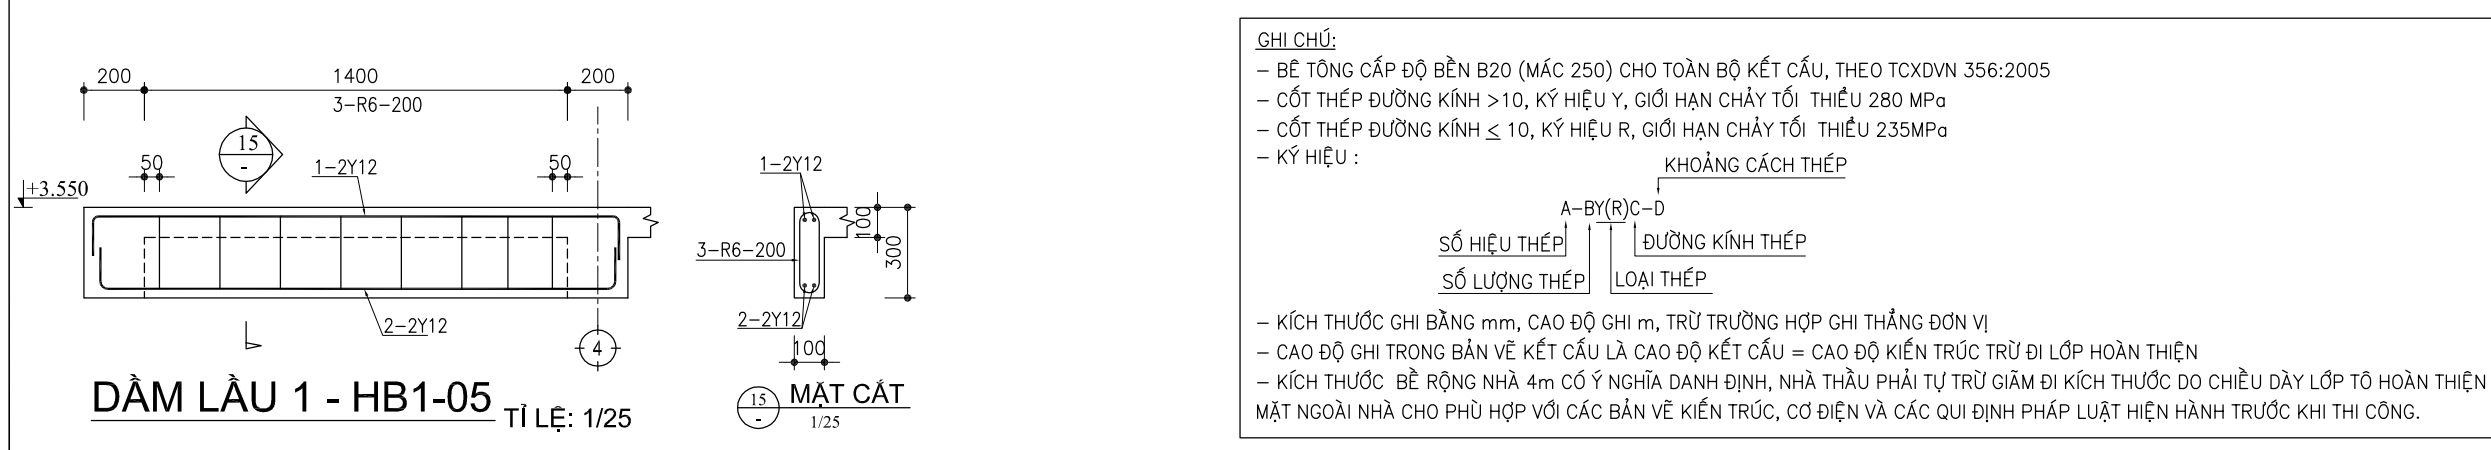 200
1400
200
3-R6-200
15
-
50
50
1-2Y12
+3.550
2-2Y12
4
DẦM LẦU 1 - HB1-05 TỈ LỆ: 1/25
1-2Y12
100
300
3-R6-200
2-2Y12
100
15
-
MẶT CẮT
1/25
GHI CHÚ:
- BÊ TÔNG CẤP ĐỘ BỀN B20 (MÁC 250) CHO TOÀN BỘ KẾT CẤU, THEO TCXDVN 356:2005
- CỐT THÉP ĐƯỜNG KÍNH >10, KÝ HIỆU Y, GIỚI HẠN CHẢY TỐI THIỂU 280 MPa
- CỐT THÉP ĐƯỜNG KÍNH ≤ 10, KÝ HIỆU R, GIỚI HẠN CHẢY TỐI THIỂU 235MPa
- KÝ HIỆU :
KHOẢNG CÁCH THÉP
A-BY(R)C-D
SỐ HIỆU THÉP
ĐƯỜNG KÍNH THÉP
SỐ LƯỢNG THÉP
LOẠI THÉP
- KÍCH THƯỚC GHI BẰNG mm, CAO ĐỘ GHI m, TRỪ TRƯỜNG HỢP GHI THẲNG ĐƠN VỊ
- CAO ĐỘ GHI TRONG BẢN VẼ KẾT CẤU LÀ CAO ĐỘ KẾT CẤU = CAO ĐỘ KIẾN TRÚC TRỪ ĐI LỚP HOÀN THIỆN
- KÍCH THƯỚC BỀ RỘNG NHÀ 4m CÓ Ý NGHĨA DANH ĐỊNH, NHÀ THẦU PHẢI TỰ TRỪ GIÃM ĐI KÍCH THƯỚC DO CHIỀU DÀY LỚP TÔ HOÀN THIỆN
MẶT NGOÀI NHÀ CHO PHÙ HỢP VỚI CÁC BẢN VẼ KIẾN TRÚC, CƠ ĐIỆN VÀ CÁC QUI ĐỊNH PHÁP LUẬT HIỆN HÀNH TRƯỚC KHI THI CÔNG.